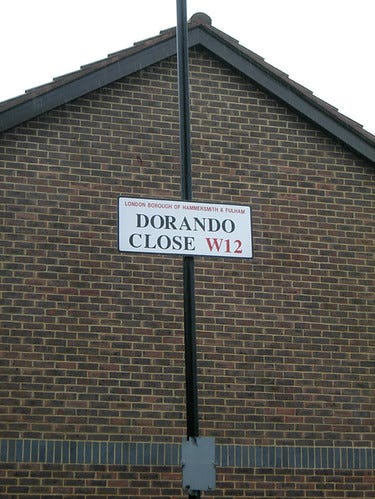 LONDON BOROUGH OF HAMMERSMITH & FULHAM
DORANDO
CLOSE W12